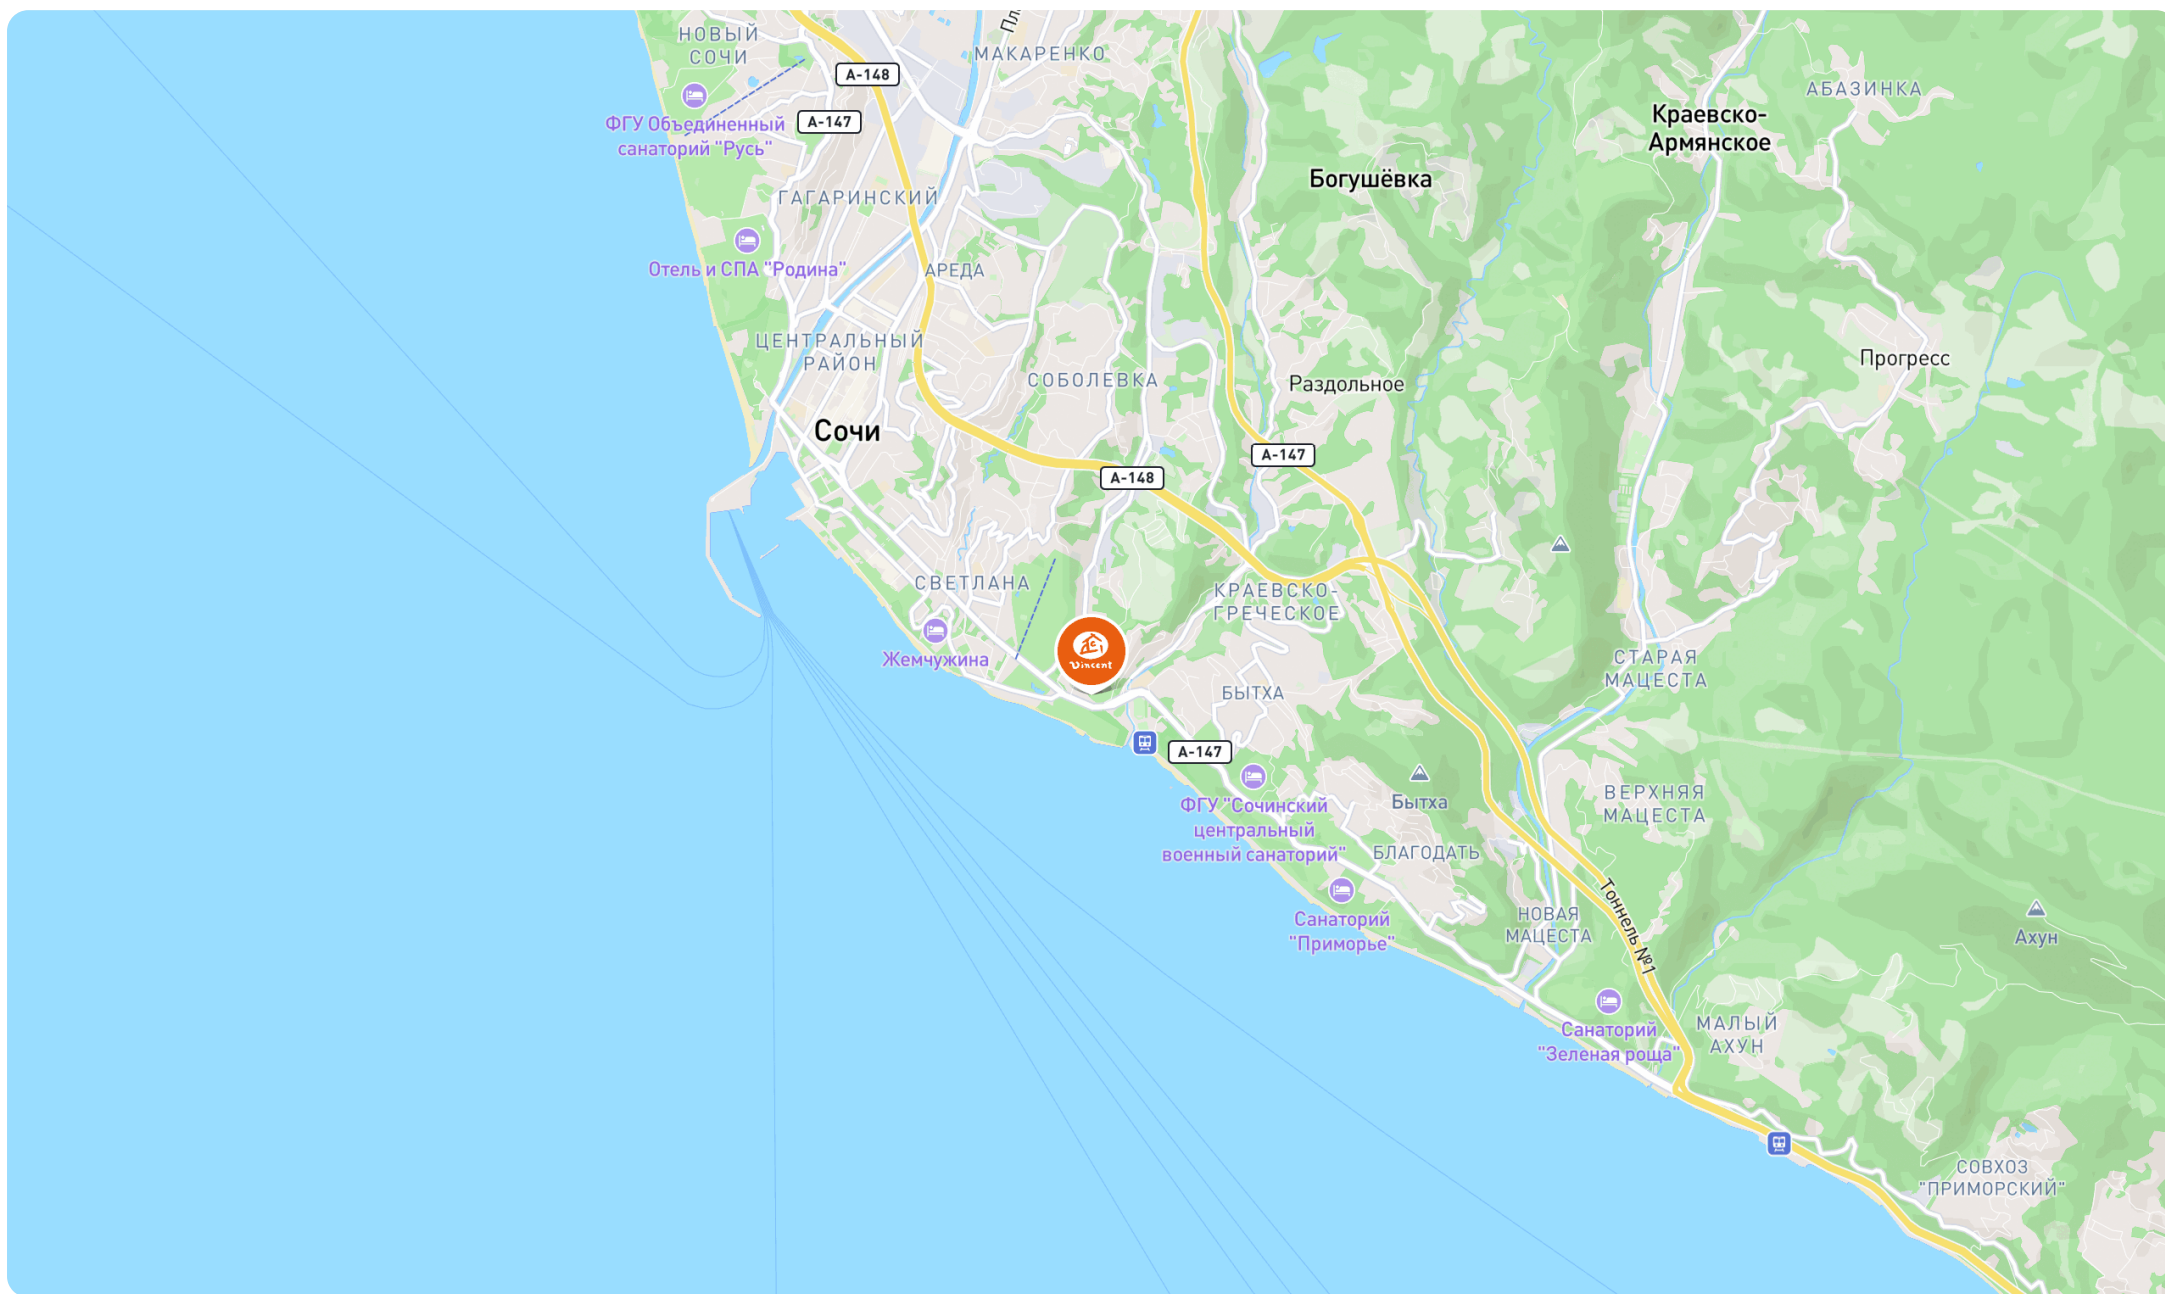 НОВЫЙ
СОЧИ
МАКАРЕНКО
А-148
А-147
ФГУ Объединенный
санаторий "Русь"
АБАЗИНКА
Краевско-
Армянское
Богушёвка
ГАГАРИНСКИЙ
Отель и СПА "Родина"
АРЕДА
ЦЕНТРАЛЬНЫЙ
РАЙОН
СОБОЛЕВКА
Раздольное
Прогресс
Сочи
А-147
А-148
СВЕТЛАНА
КРАЕВСКО-
ГРЕЧЕСКОЕ
Жемчужина
Vincent
БЫТХА
СТАРАЯ
МАЦЕСТА
А-147
ФГУ "Сочинский
центральный
военный санаторий"
Бытха
ВЕРХНЯЯ
МАЦЕСТА
БЛАГОДАТЬ
Санаторий
"Приморье"
НОВАЯ
МАЦЕСТА
Тоннель №1
Ахун
Санаторий
"Зеленая роща"
МАЛЫЙ
АХУН
СОВХОЗ
"ПРИМОРСКИЙ"